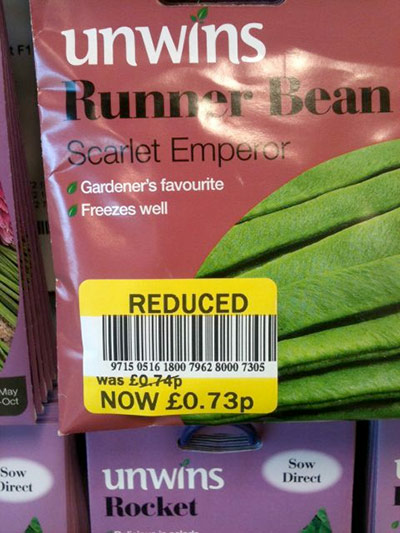 F1
unwins
Runner Bean
Scarlet Emperor
Gardener's favourite
Freezes well
REDUCED
9715 0516 1800 7962 8000 7305
was £0.74p
NOW £0.73p
May
-Oct
Sow
Direct
unwins
Rocket
Sow
Direct